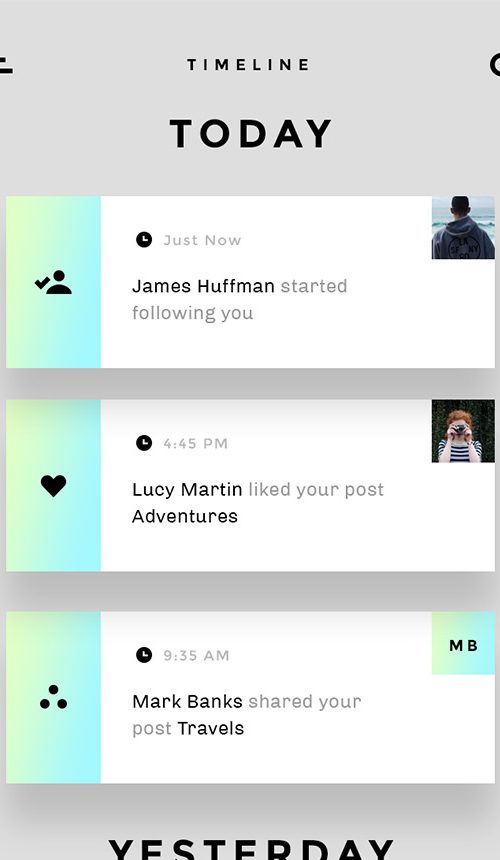 TIMELINE
TODAY
Just Now
James Huffman started
following you
4:45 PM
Lucy Martin liked your post
Adventures
9:35 AM
MB
Mark Banks shared your
post Travels
YESTERDAY